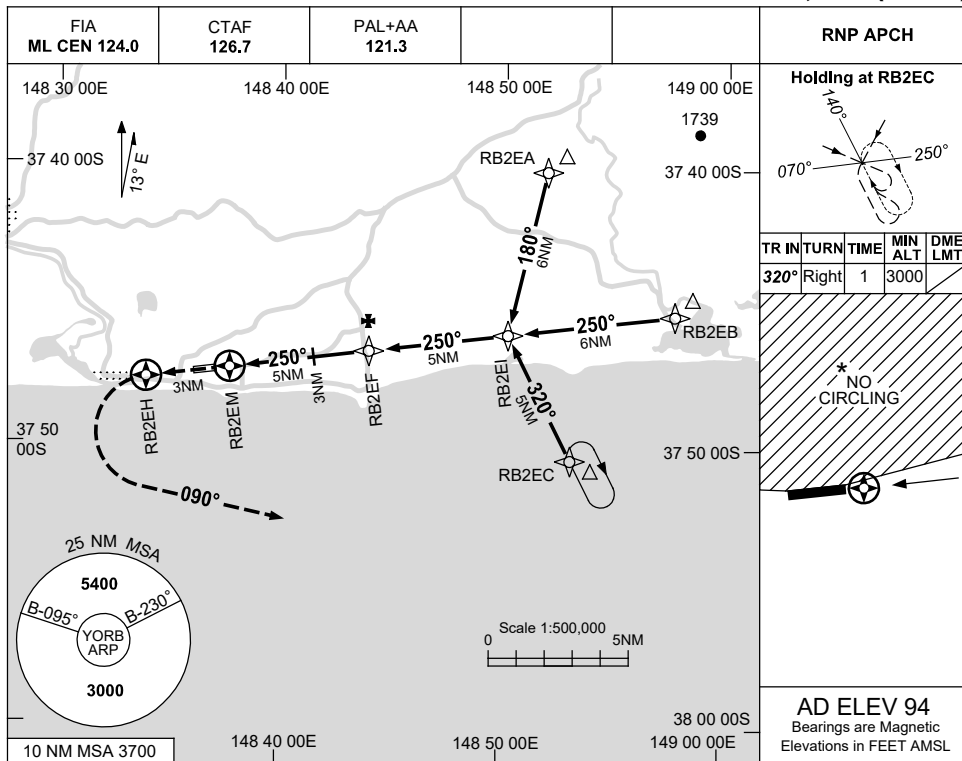 FIA
ML CEN 124.0
CTAF
126.7
PAL+AA
121.3
RNP APCH
148 30 00E
148 40 00E
148 50 00E
149 00 00E
13° E
37 40 00S
1739
37 40 00S
RB2EA
180°
6NM
RB2EB
250°
6NM
250°
5NM
RB2EI
250°
5NM
3NM
RB2EF
3NM
RB2EM
RB2EH
320°
5NM
RB2EC
37 50
00S
37 50 00S
090°
25 NM MSA
5400
B-095°
B-230°
YORB
ARP
3000
Scale 1:500,000
0
5NM
38 00 00S
10 NM MSA 3700
148 40 00E
148 50 00E
149 00 00E
Holding at RB2EC
140°
070°
250°
TR IN TURN TIME MIN ALT DME LMT
320° Right 1 3000
*NO
CIRCLING
AD ELEV 94
Bearings are Magnetic
Elevations in FEET AMSL